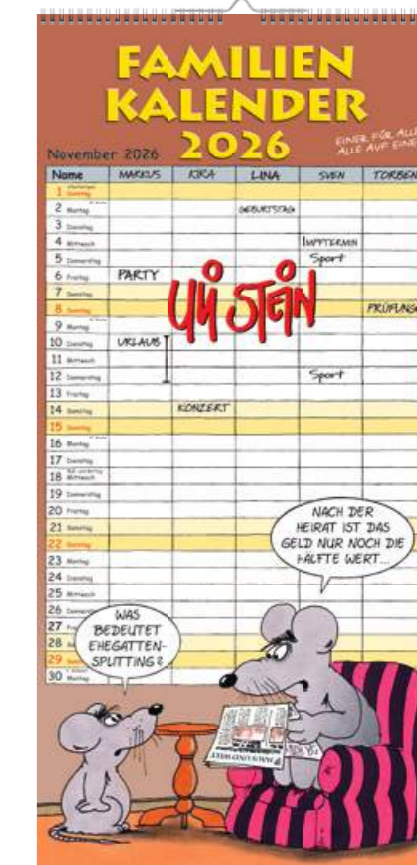 FAMILIEN
KALENDER
2026
EINER FÜR ALLE
ALLE AUF EINE
November 2026
Name MARKUS KIRA LINA SVEN TORBEN
1 Sonntag
2 Montag GEBURTSTAG
3 Dienstag
4 Mittwoch IMPFTERMIN
5 Donnerstag Sport
6 Freitag PARTY
7 Samstag
8 Sonntag PRÜFUNG
9 Montag
10 Dienstag URLAUB
11 Mittwoch
12 Donnerstag Sport
13 Freitag
14 Samstag KONZERT
15 Sonntag
16 Montag
17 Dienstag
18 Mittwoch
19 Donnerstag
20 Freitag
21 Samstag
22 Sonntag
23 Montag
24 Dienstag
25 Mittwoch
26
27
28
29
30 Montag
Uli STEIN
NACH DER
HEIRAT IST DAS
GELD NUR NOCH DIE
HÄLFTE WERT...
WAS
BEDEUTET
EHEGATTEN-
SPLITTING?
HAUS UND WELT